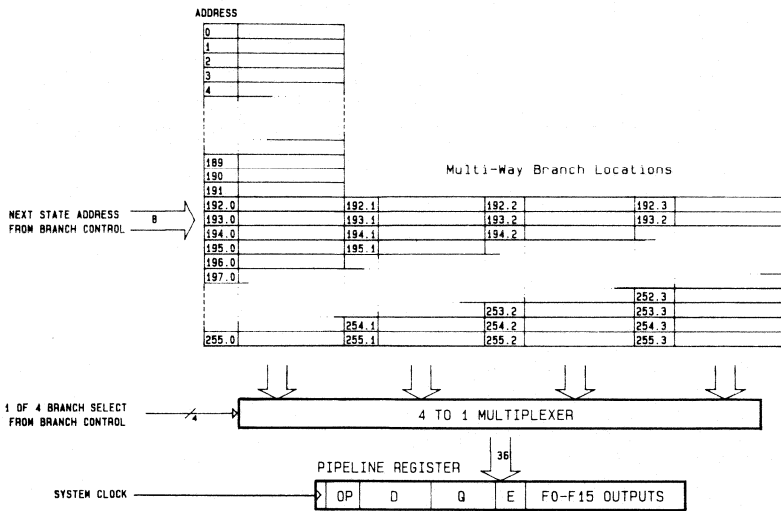 ADDRESS
0
1
2
3
4
189
190
191
Multi-Way Branch Locations
192.0 192.1 192.2 192.3
193.0 193.1 193.2 193.2
194.0 194.1 194.2
195.0 195.1
196.0
197.0
NEXT STATE ADDRESS
FROM BRANCH CONTROL
8
252.3
253.2 253.3
254.1 254.2 254.3
255.0 255.1 255.2 255.3
1 OF 4 BRANCH SELECT
FROM BRANCH CONTROL
4
4 TO 1 MULTIPLEXER
36
PIPELINE REGISTER
SYSTEM CLOCK
OP D Q E F0-F15 OUTPUTS